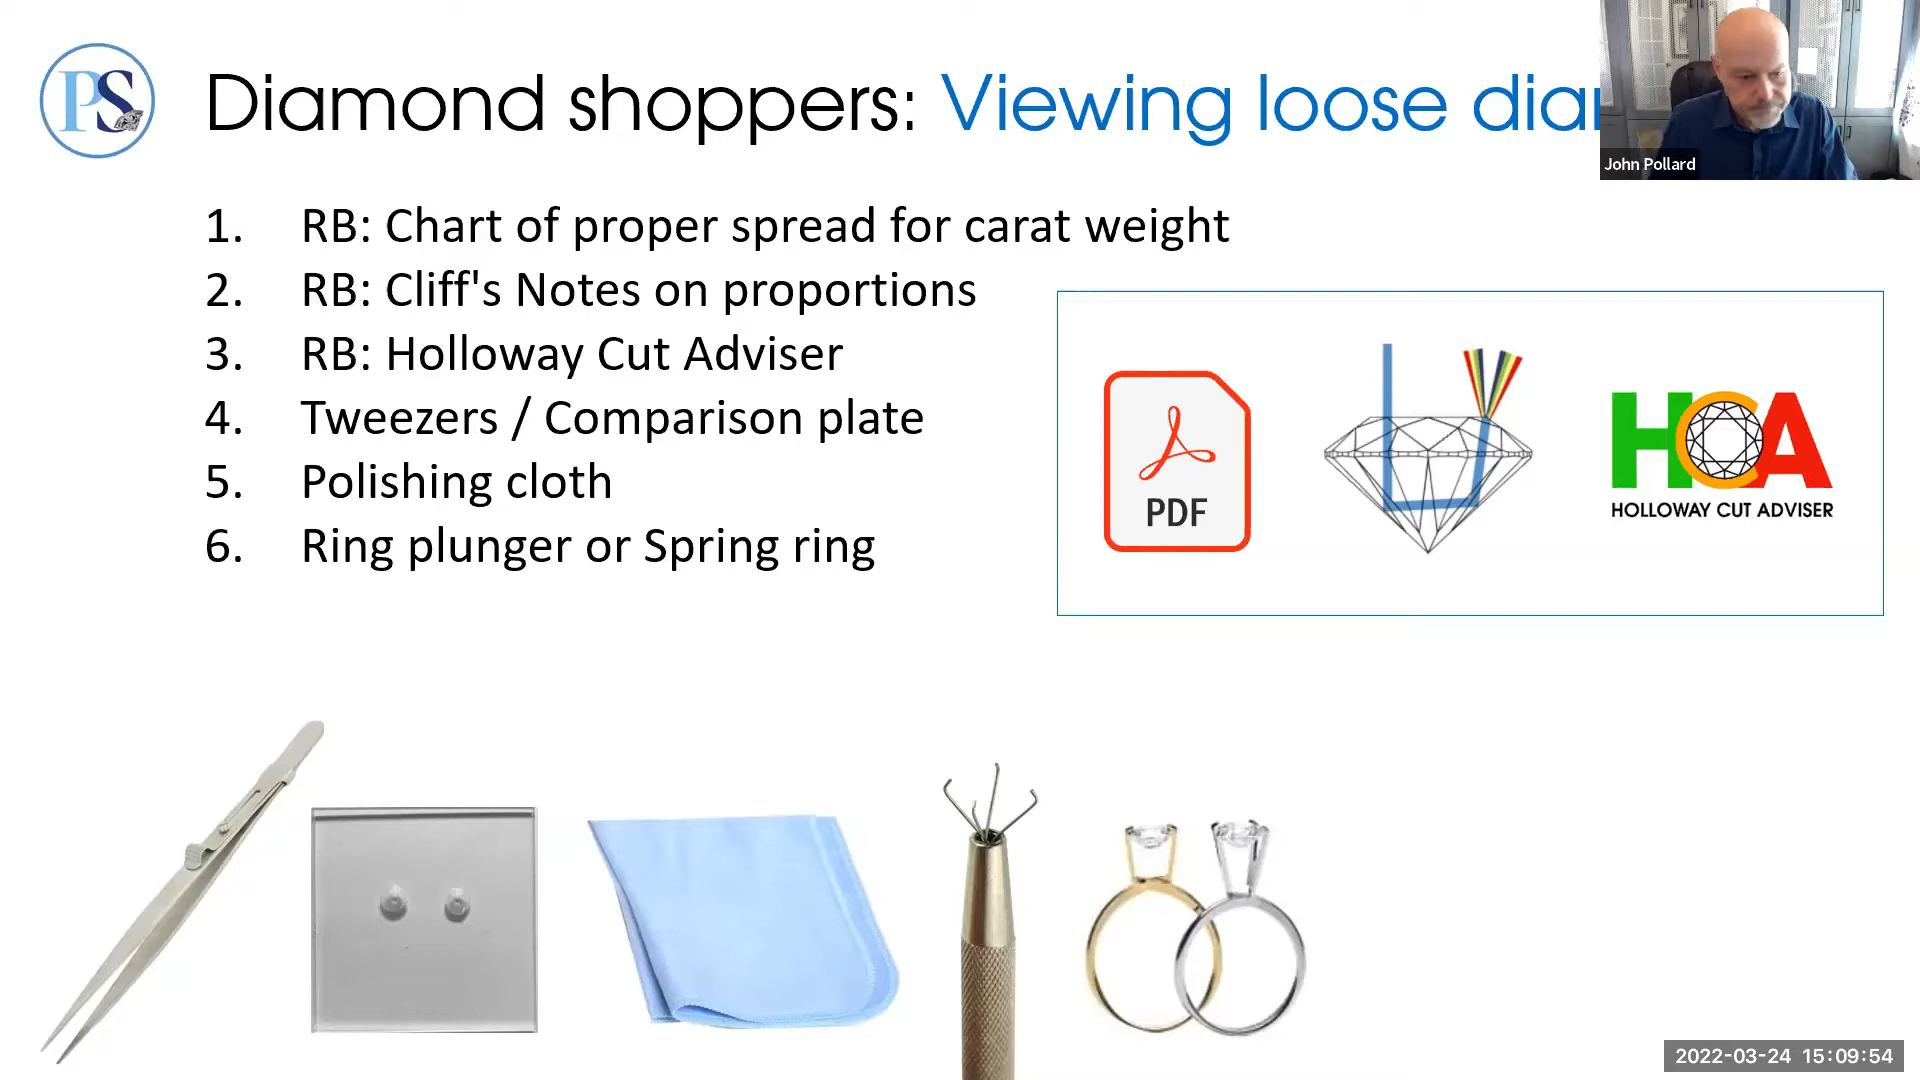 PS
Diamond shoppers: Viewing loose
John Pollard
1. RB: Chart of proper spread for carat weight
2. RB: Cliff's Notes on proportions
3. RB: Holloway Cut Adviser
4. Tweezers / Comparison plate
5. Polishing cloth
6. Ring plunger or Spring ring
PDF
HCA
HOLLOWAY CUT ADVISER
2022-03-24 15:09:54